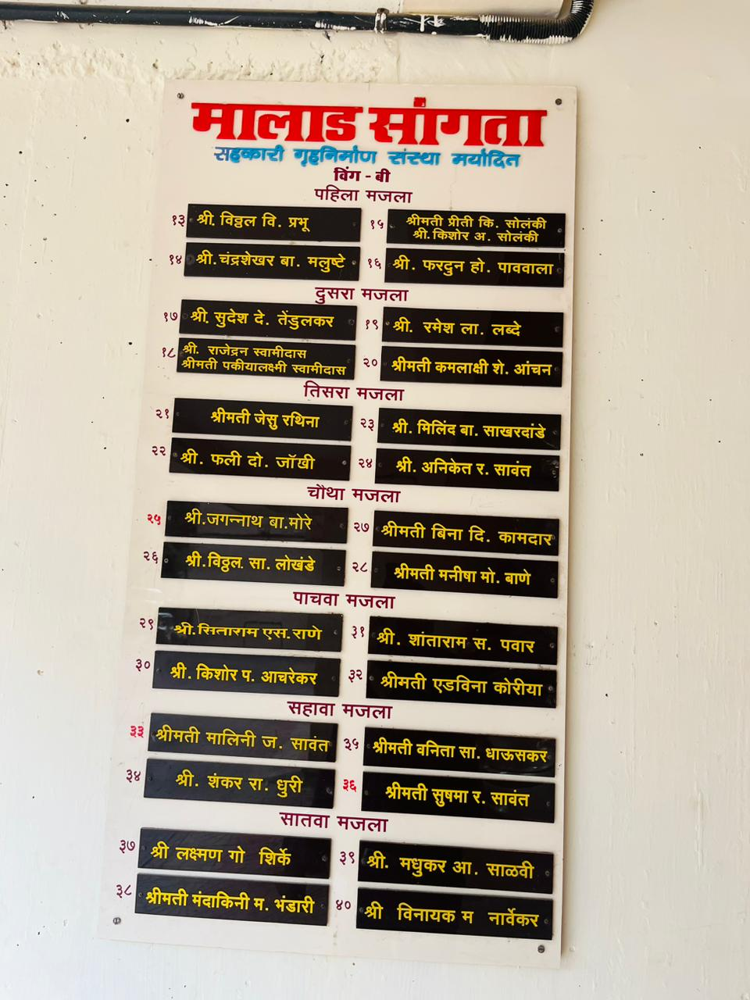 मालाड सांगता
सहकारी गृहनिर्माण संस्था मर्यादित
विंग - बी
पहिला मजला
१३ श्री. विठ्ठल वि. प्रभू
१५ श्रीमती प्रीती कि. सोलंकी
श्री. किशोर अ. सोलंकी
१४ श्री. चंद्रशेखर बा. मलुष्टे
१६ श्री. फरदुन हो. पाववाला
दुसरा मजला
१७ श्री. सुदेश दे. तेंडुलकर
१९ श्री. रमेश ला. लब्दे
१८ श्री. राजेद्रन स्वामीदास
श्रीमती पकीयालक्ष्मी स्वामीदास
२० श्रीमती कमलाक्षी शे. आंचन
तिसरा मजला
२१ श्रीमती जेसु रथिना
२३ श्री. मिलिंद बा. साखरदांडे
२२ श्री. फली दो. जॉखी
२४ श्री. अनिकेत र. सावंत
चौथा मजला
२५ श्री. जगन्नाथ बा. मोरे
२७ श्रीमती बिना दि. कामदार
२६ श्री. विठ्ठल. सा. लोखंडे
२८ श्रीमती मनीषा मो. बाणे
पाचवा मजला
२९ श्री. सिताराम एस. राणे
३१ श्री. शांताराम स. पवार
३० श्री. किशोर प. आचरेकर
३२ श्रीमती एडविना कोरीया
सहावा मजला
३३ श्रीमती मालिनी ज. सावंत
३५ श्रीमती वनिता सा. धाऊसकर
३४ श्री. शंकर रा. धुरी
३६ श्रीमती सुषमा र. सावंत
सातवा मजला
३७ श्री लक्ष्मण गो शिर्के
३९ श्री. मधुकर आ. साळवी
३८ श्रीमती मंदाकिनी म. भंडारी
४० श्री विनायक म नार्वेकर